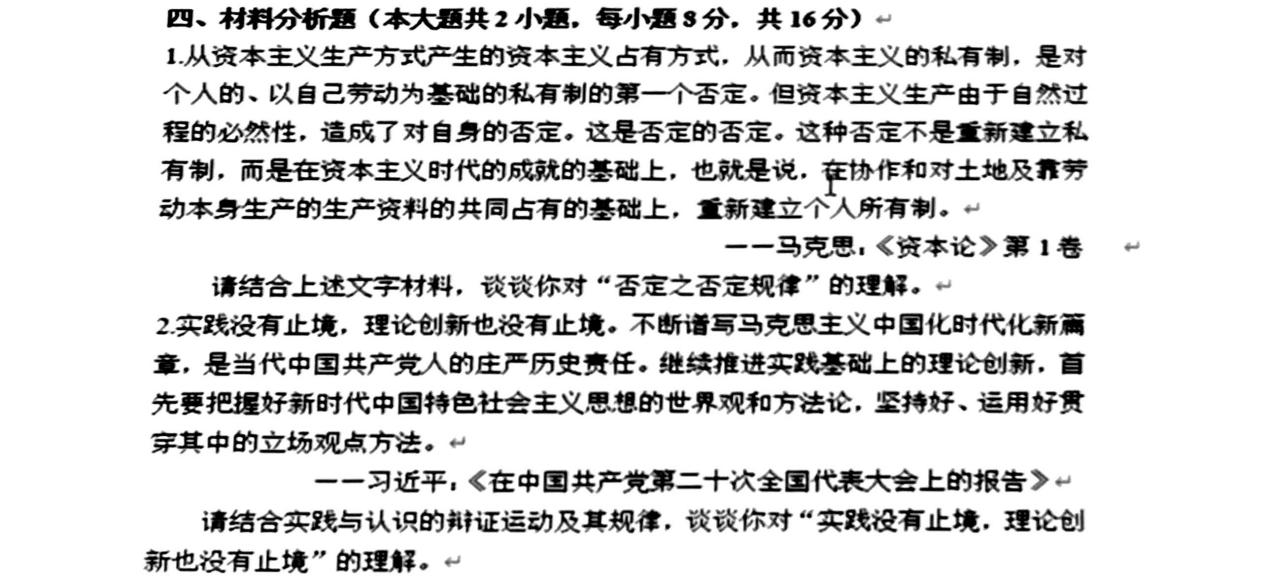 四、材料分析题（本大题共2小题，每小题8分，共16分）
1.从资本主义生产方式产生的资本主义占有方式，从而资本主义的私有制，是对
个人的、以自己劳动为基础的私有制的第一个否定。但资本主义生产由于自然过
程的必然性，造成了对自身的否定。这是否定的否定。这种否定不是重新建立私
有制，而是在资本主义时代的成就的基础上，也就是说，在协作和对土地及靠劳
动本身生产的生产资料的共同占有的基础上，重新建立个人所有制。
——马克思：《资本论》第1卷
请结合上述文字材料，谈谈你对“否定之否定规律”的理解。
2.实践没有止境，理论创新也没有止境。不断谱写马克思主义中国化时代化新篇
章，是当代中国共产党人的庄严历史责任。继续推进实践基础上的理论创新，首
先要把握好新时代中国特色社会主义思想的世界观和方法论，坚持好、运用好贯
穿其中的立场观点方法。
——习近平：《在中国共产党第二十次全国代表大会上的报告》
请结合实践与认识的辩证运动及其规律，谈谈你对“实践没有止境，理论创
新也没有止境”的理解。